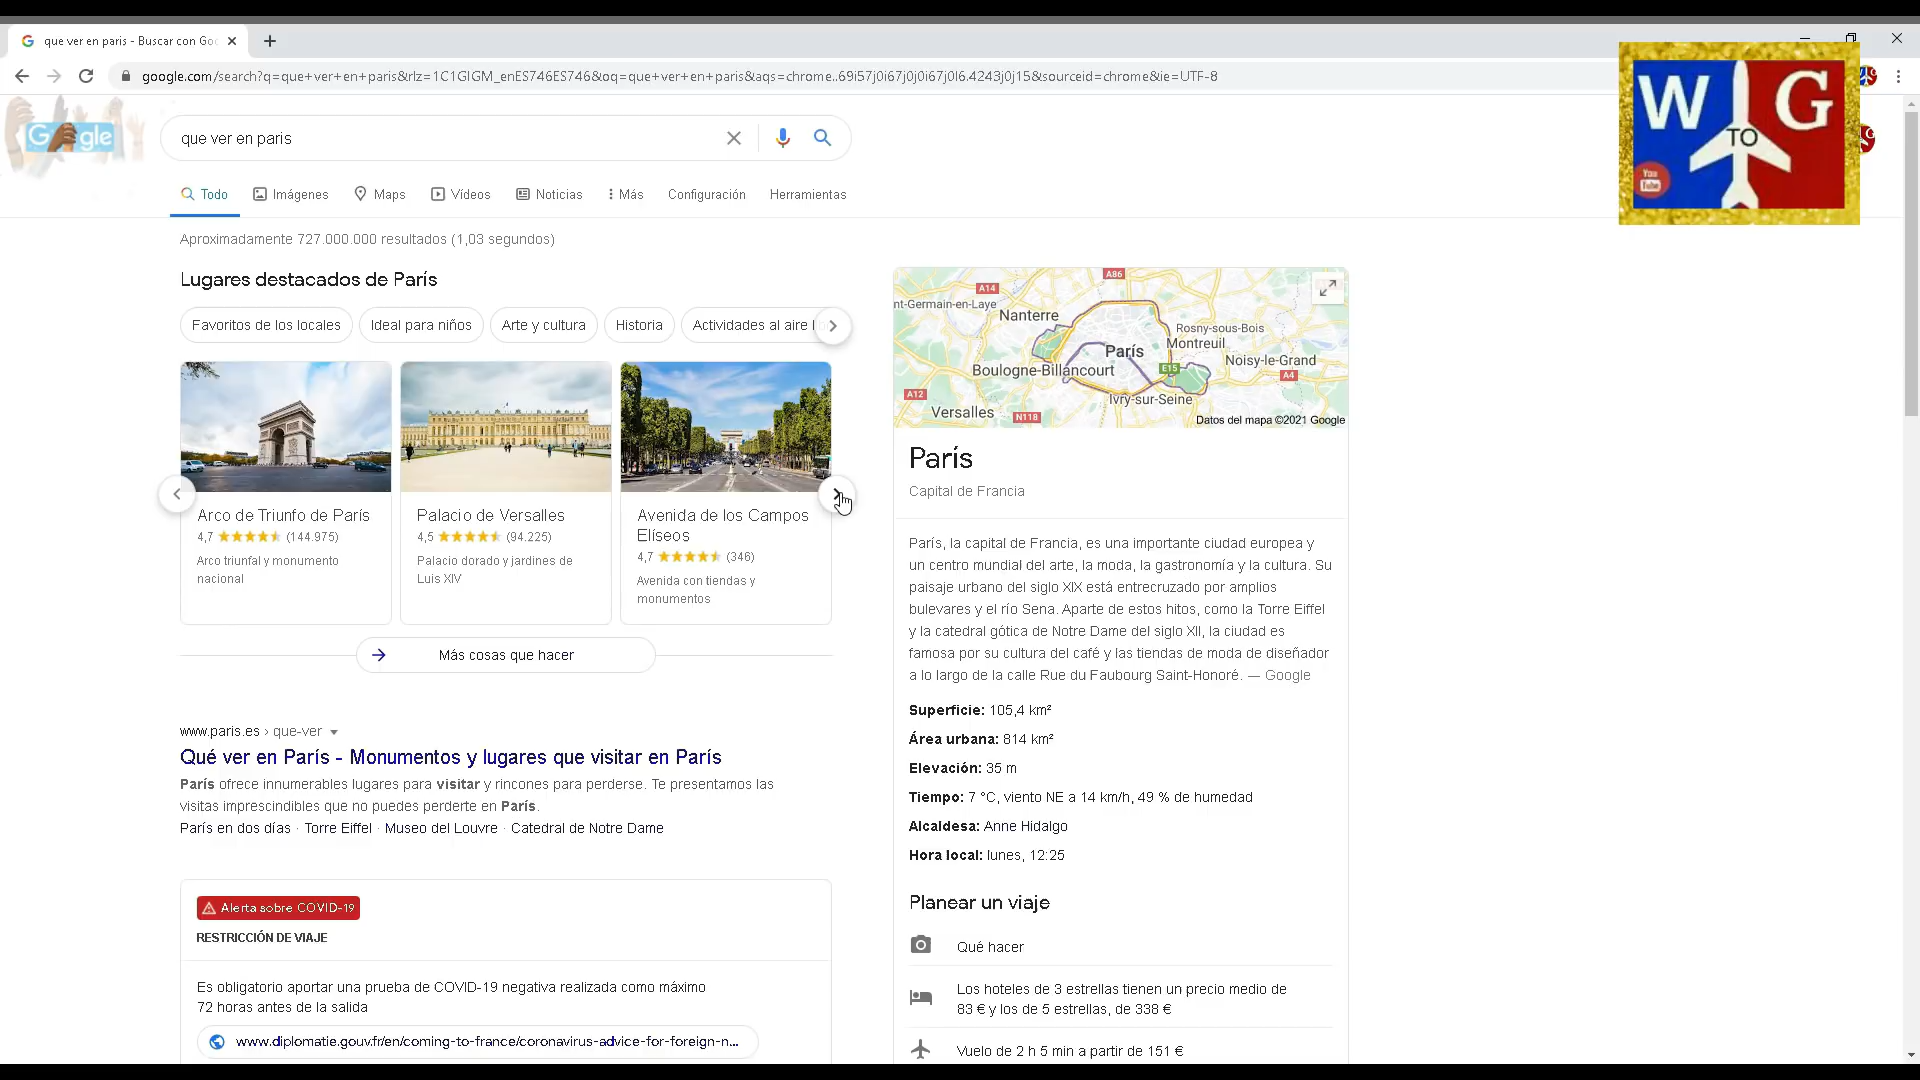 que ver en paris - Buscar con Goo
google.com/search?q=que+ver+en+paris&rlz=1C1GIGM_enES746ES746&oq=que+ver+en+paris&aqs=chrome..69i57j0i67j0j0i67j0l6.4243j0j15&sourceid=chrome&ie=UTF-8
W TO G
You Tube
Google
que ver en paris
Todo
Imágenes
Maps
Vídeos
Noticias
Más
Configuración
Herramientas
Aproximadamente 727.000.000 resultados (1,03 segundos)
Lugares destacados de París
Favoritos de los locales
Ideal para niños
Arte y cultura
Historia
Actividades al aire l
Arco de Triunfo de París
4,7 (144.975)
Arco triunfal y monumento
nacional
Palacio de Versalles
4,5 (94.225)
Palacio dorado y jardines de
Luis XIV
Avenida de los Campos
Elíseos
4,7 (346)
Avenida con tiendas y
monumentos
Más cosas que hacer
www.paris.es › que-ver
Qué ver en París - Monumentos y lugares que visitar en París
París ofrece innumerables lugares para visitar y rincones para perderse. Te presentamos las
visitas imprescindibles que no puedes perderte en París.
París en dos días · Torre Eiffel · Museo del Louvre · Catedral de Notre Dame
Alerta sobre COVID-19
RESTRICCIÓN DE VIAJE
Es obligatorio aportar una prueba de COVID-19 negativa realizada como máximo
72 horas antes de la salida
www.diplomatie.gouv.fr/en/coming-to-france/coronavirus-advice-for-foreign-n...
A86
A14
nt-Germain-en-Laye
Nanterre
Rosny-sous-Bois
París
Montreuil
Noisy-le-Grand
Boulogne-Billancourt
E15
A4
A12
Ivry-sur-Seine
Versalles
N118
Datos del mapa ©2021 Google
París
Capital de Francia
París, la capital de Francia, es una importante ciudad europea y
un centro mundial del arte, la moda, la gastronomía y la cultura. Su
paisaje urbano del siglo XIX está entrecruzado por amplios
bulevares y el río Sena. Aparte de estos hitos, como la Torre Eiffel
y la catedral gótica de Notre Dame del siglo XII, la ciudad es
famosa por su cultura del café y las tiendas de moda de diseñador
a lo largo de la calle Rue du Faubourg Saint-Honoré. — Google
Superficie: 105,4 km²
Área urbana: 814 km²
Elevación: 35 m
Tiempo: 7 °C, viento NE a 14 km/h, 49 % de humedad
Alcaldesa: Anne Hidalgo
Hora local: lunes, 12:25
Planear un viaje
Qué hacer
Los hoteles de 3 estrellas tienen un precio medio de
83 € y los de 5 estrellas, de 338 €
Vuelo de 2 h 5 min a partir de 151 €